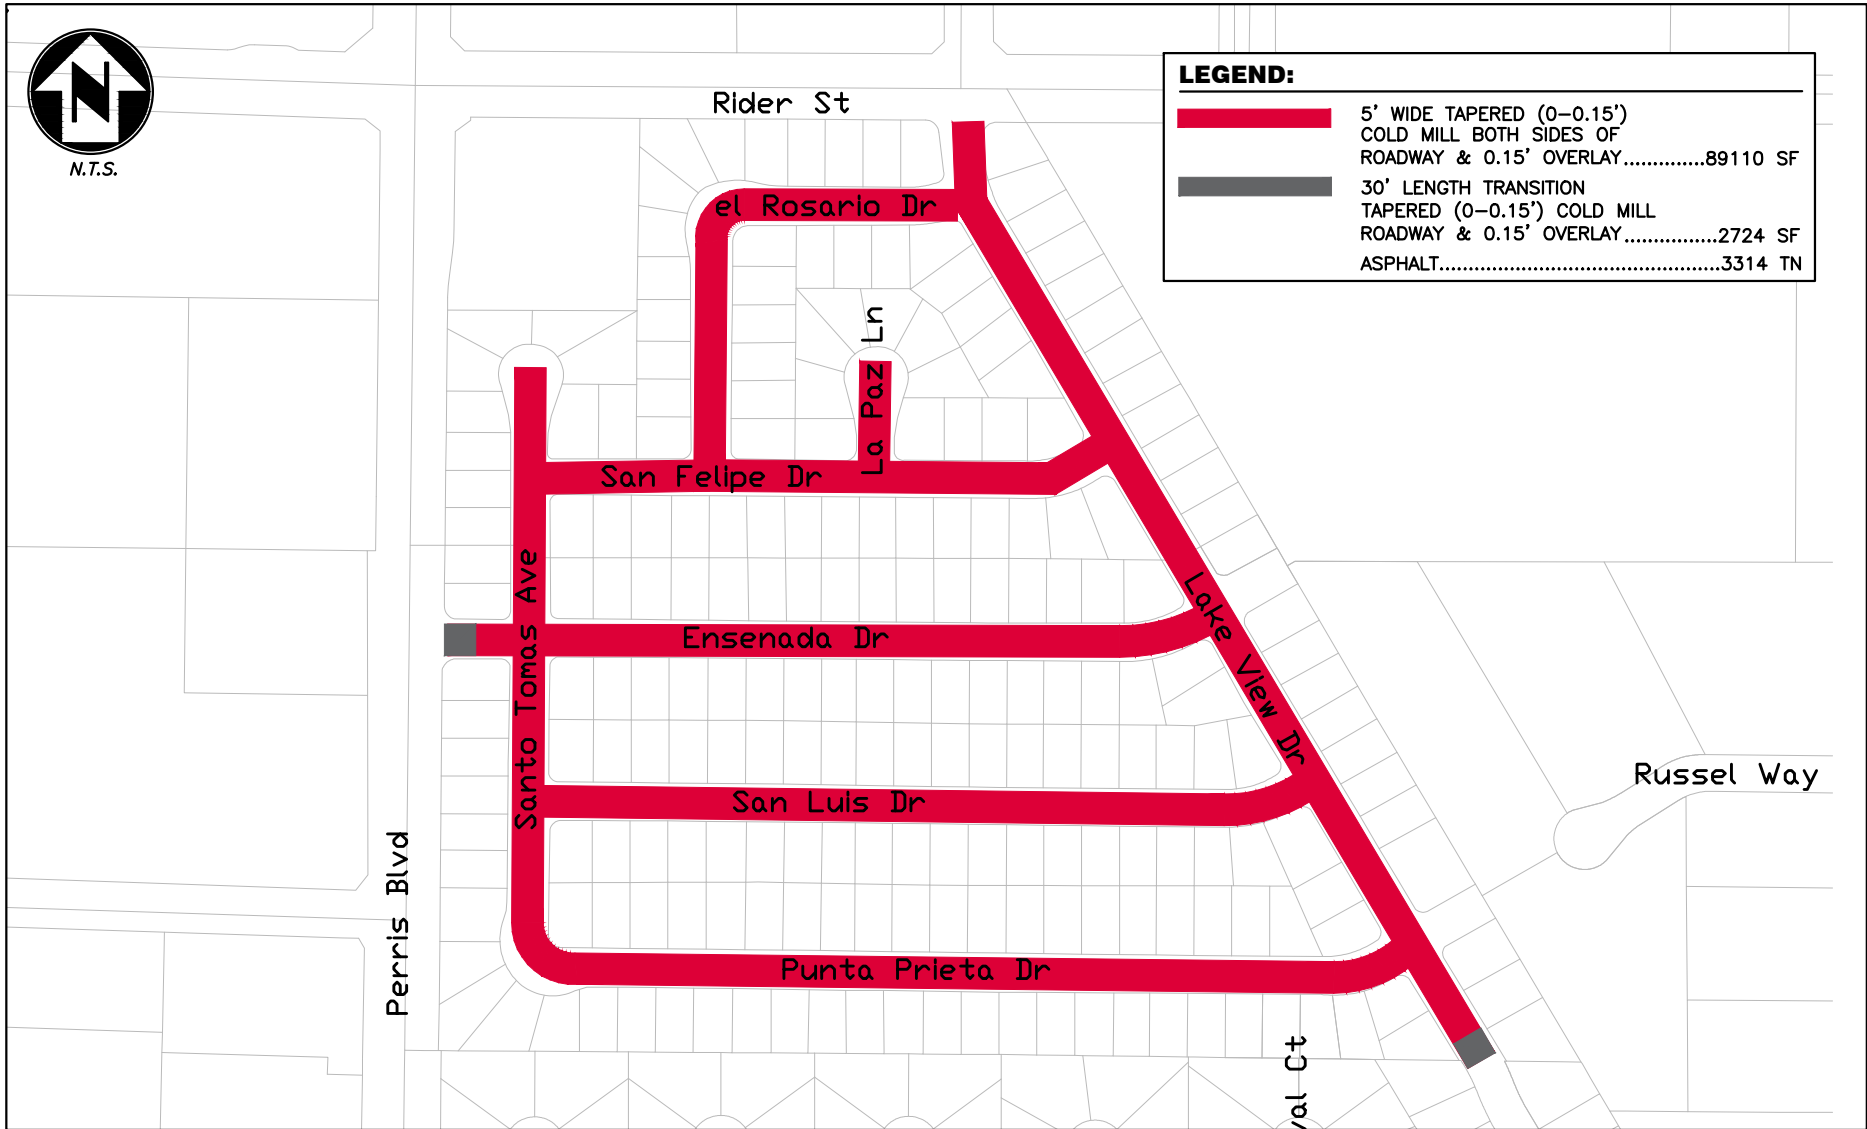 N
N.T.S.
Rider St
LEGEND:
5' WIDE TAPERED (0-0.15')
COLD MILL BOTH SIDES OF
ROADWAY & 0.15' OVERLAY..............89110 SF
30' LENGTH TRANSITION
TAPERED (0-0.15') COLD MILL
ROADWAY & 0.15' OVERLAY................2724 SF
ASPHALT.................................................3314 TN
el Rosario Dr
La Paz Ln
San Felipe Dr
Santo Tomas Ave
Ensenada Dr
Lake View Dr
San Luis Dr
Russel Way
Perris Blvd
Punta Prieta Dr
val Ct